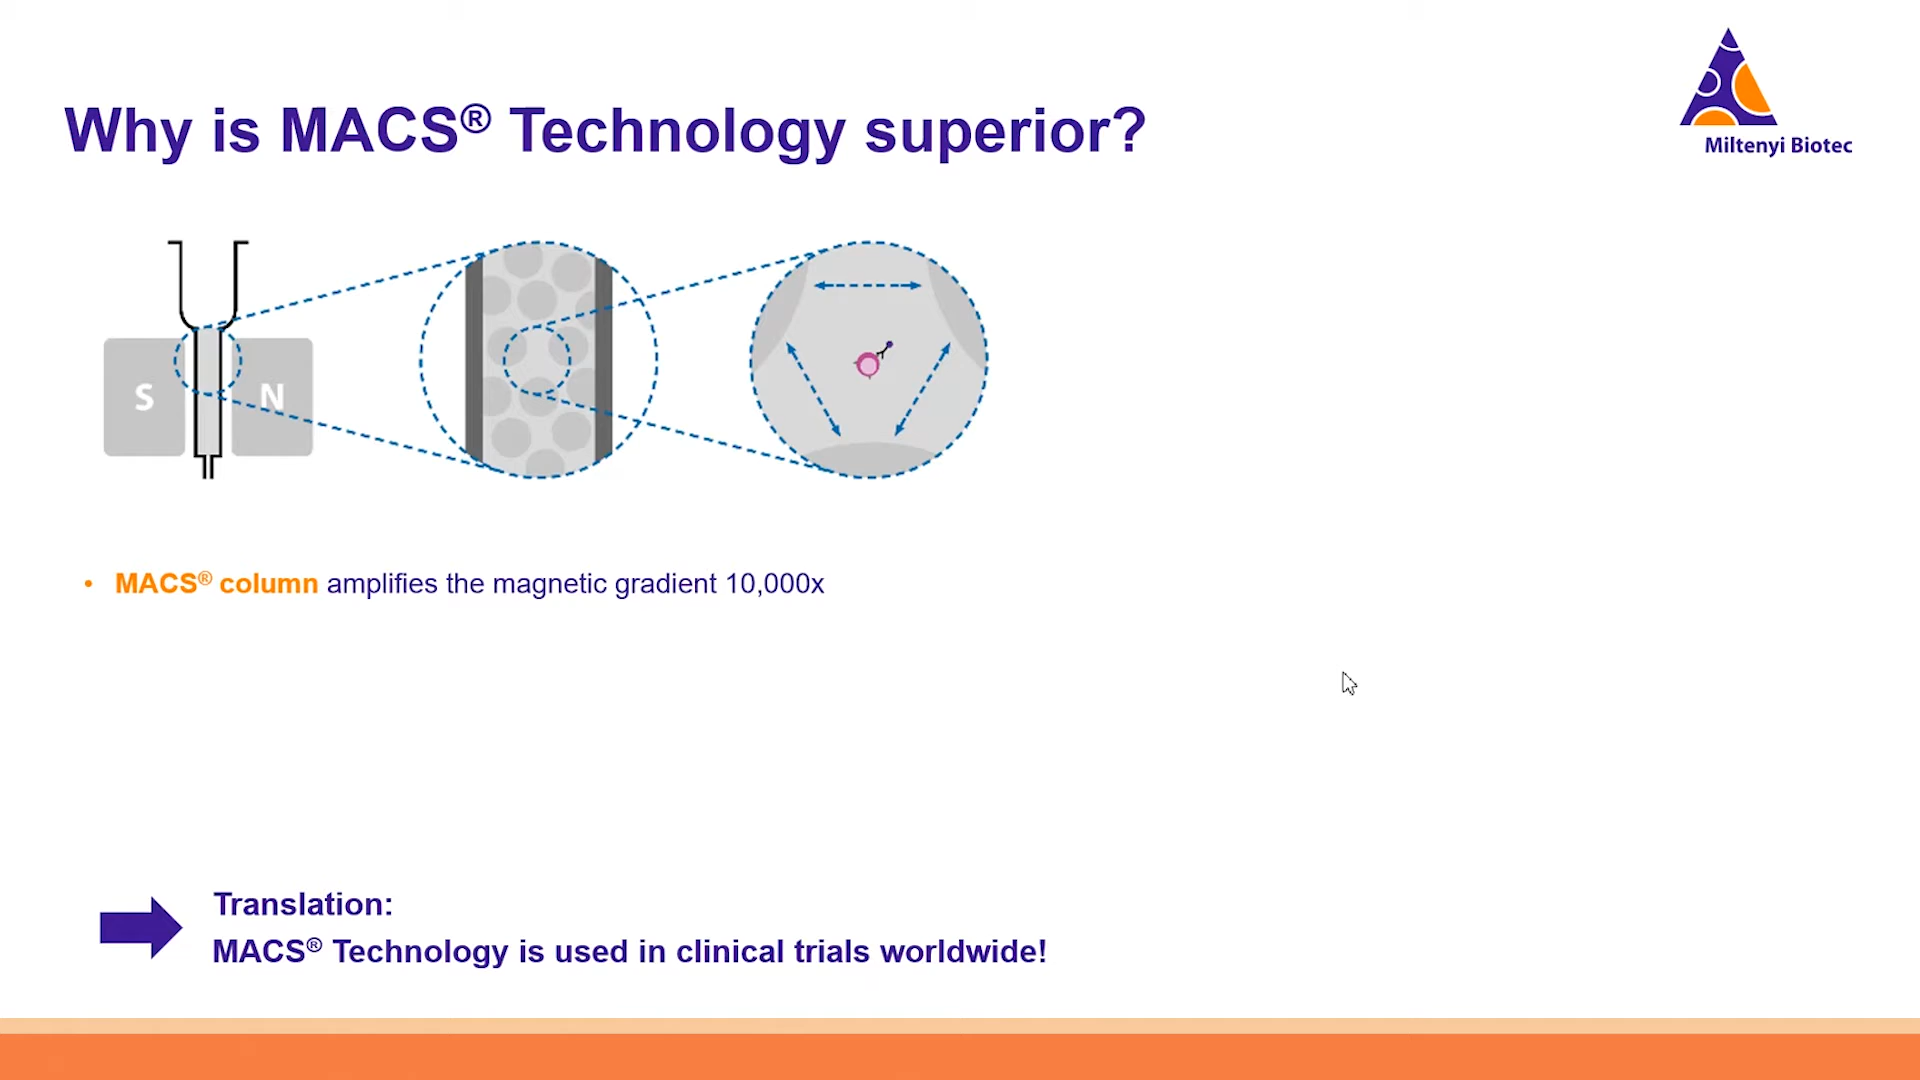 Miltenyi Biotec
Why is MACS® Technology superior?
S
N
• MACS® column amplifies the magnetic gradient 10,000x
Translation:
MACS® Technology is used in clinical trials worldwide!